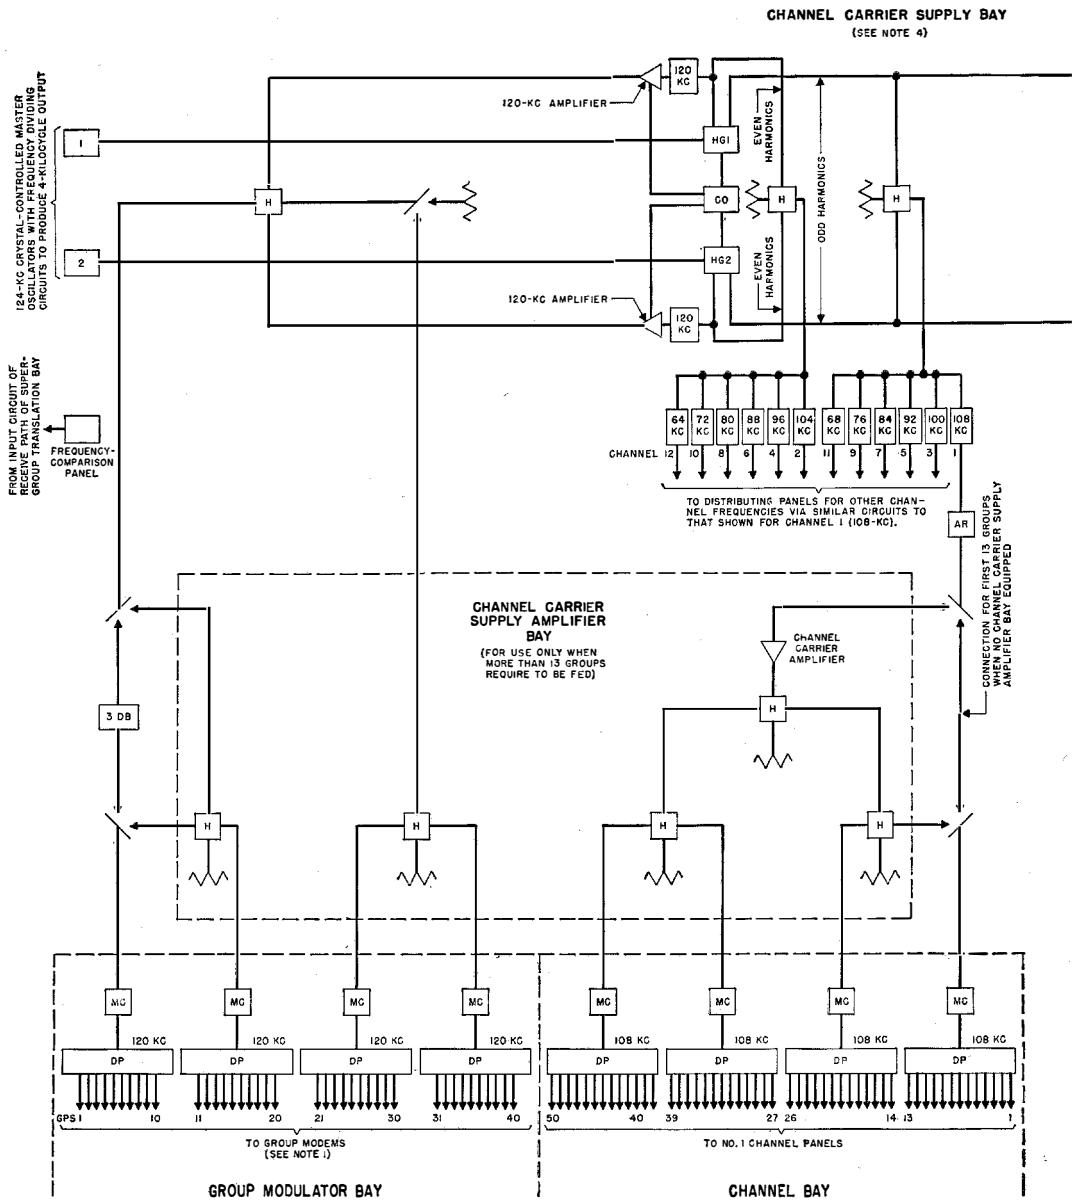 CHANNEL CARRIER SUPPLY BAY
(SEE NOTE 4)
124-KC CRYSTAL-CONTROLLED MASTER
OSCILLATORS WITH FREQUENCY DIVIDING
CIRCUITS TO PRODUCE 4-KILOCYCLE OUTPUT
1
2
120-KC AMPLIFIER
120
KC
HG1
H
CO
H
H
HG2
EVEN
HARMONICS
EVEN
HARMONICS
ODD HARMONICS
120-KC AMPLIFIER
120
KC
FROM INPUT CIRCUIT OF
RECEIVE PATH OF SUPER-
GROUP TRANSLATION BAY
FREQUENCY-
COMPARISON
PANEL
64
KC
72
KC
80
KC
88
KC
96
KC
104
KC
68
KC
76
KC
84
KC
92
KC
100
KC
108
KC
CHANNEL 12 10 8 6 4 2 11 9 7 5 3 1
TO DISTRIBUTING PANELS FOR OTHER CHAN-
NEL FREQUENCIES VIA SIMILAR CIRCUITS TO
THAT SHOWN FOR CHANNEL 1 (108-KC).
AR
CONNECTION FOR FIRST 13 GROUPS
WHEN NO CHANNEL CARRIER SUPPLY
AMPLIFIER BAY EQUIPPED
CHANNEL CARRIER
SUPPLY AMPLIFIER
BAY
(FOR USE ONLY WHEN
MORE THAN 13 GROUPS
REQUIRE TO BE FED)
CHANNEL
CARRIER
AMPLIFIER
3 DB
H
H H H H
MC MC MC MC MC MC MC MC
120 KC 120 KC 120 KC 120 KC 108 KC 108 KC 108 KC 108 KC
DP DP DP DP DP DP DP DP
GPS 1 10 11 20 21 30 31 40 50 40 39 27 26 14 13 1
TO GROUP MODEMS
(SEE NOTE 1)
TO NO. 1 CHANNEL PANELS
GROUP MODULATOR BAY
CHANNEL BAY